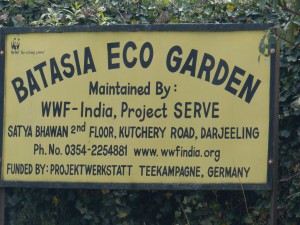 WWF
BATASIA ECO GARDEN
Maintained By :
WWF-India, Project SERVE
SATYA BHAWAN 2nd FLOOR, KUTCHERY ROAD, DARJEELING
Ph. No. 0354-2254881 www.wwfindia.org
FUNDED BY: PROJEKTWERKSTATT TEEKAMPAGNE, GERMANY